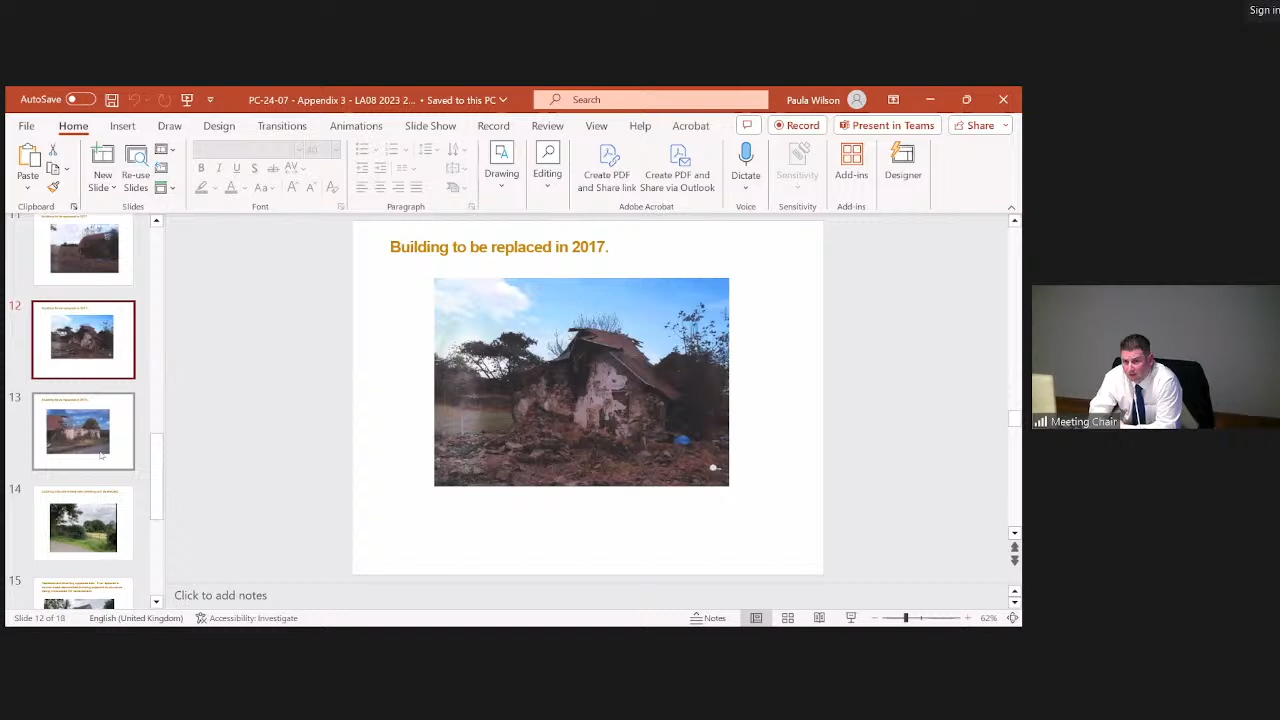 Sign in
AutoSave
PC-24-07 - Appendix 3 - LA08 2023 2... • Saved to this PC
Search
Paula Wilson
File Home Insert Draw Design Transitions Animations Slide Show Record Review View Help Acrobat
Record Present in Teams Share
Paste New Slide Re-use Slides
40
B I U S ab AV
A Aa A A
Drawing Editing Create PDF and Share link Create PDF and Share via Outlook Dictate Sensitivity Add-ins Designer
Clipboard Slides Font Paragraph Adobe Acrobat Voice Sensitivity Add-ins
Building to be replaced in 2017.
12
13
14
15
Meeting Chair
Click to add notes
Slide 12 of 18 English (United Kingdom) Accessibility: Investigate Notes 62%